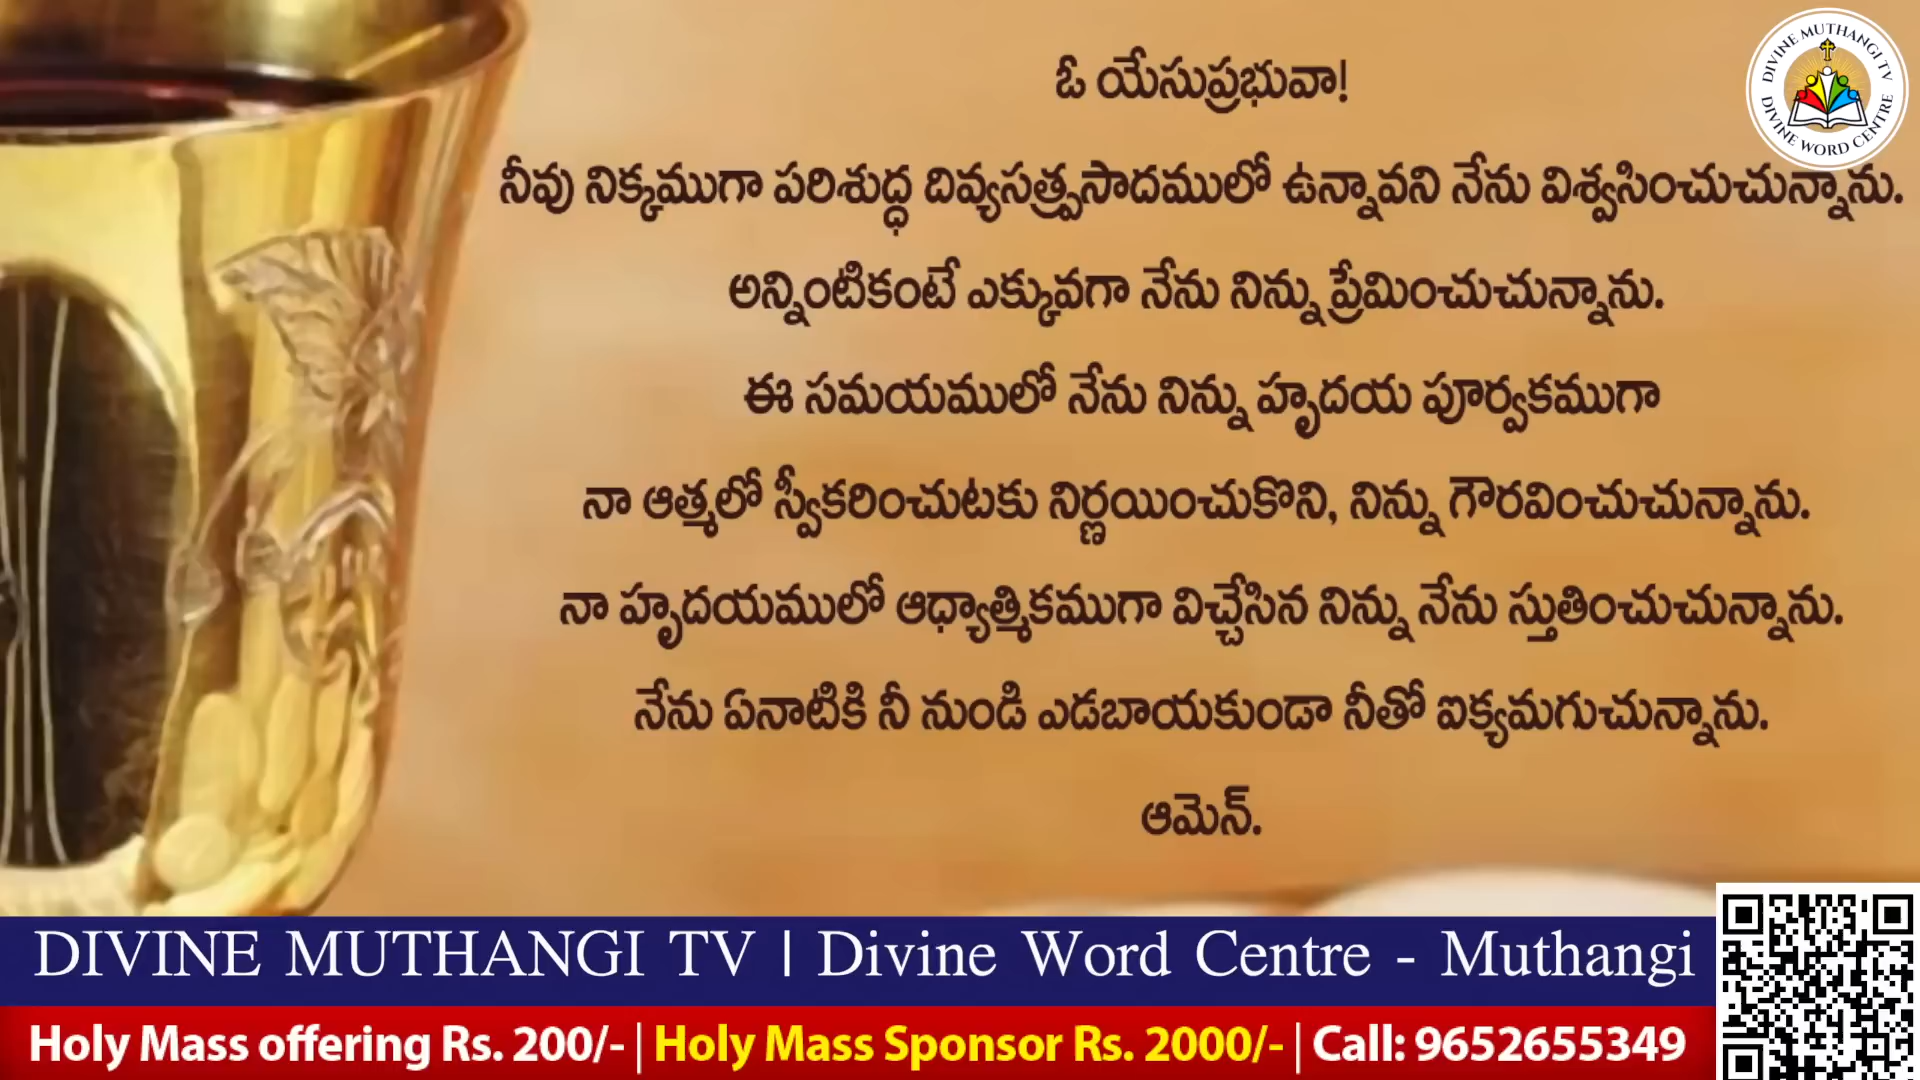 ఓ యేసుప్రభువా!
నీవు నిక్కముగా పరిశుద్ధ దివ్యసత్ప్రసాదములో ఉన్నావని నేను విశ్వసించుచున్నాను.
అన్నింటికంటే ఎక్కువగా నేను నిన్ను ప్రేమించుచున్నాను.
ఈ సమయములో నేను నిన్ను హృదయ పూర్వకముగా
నా ఆత్మలో స్వీకరించుటకు నిర్ణయించుకొని, నిన్ను గౌరవించుచున్నాను.
నా హృదయములో ఆధ్యాత్మికముగా విచ్చేసిన నిన్ను నేను స్తుతించుచున్నాను.
నేను ఏనాటికి నీ నుండి ఎడబాయకుండా నీతో ఐక్యమగుచున్నాను.
ఆమెన్.
DIVINE MUTHANGI TV
DIVINE WORD CENTRE
DIVINE MUTHANGI TV | Divine Word Centre - Muthangi
Holy Mass offering Rs. 200/- | Holy Mass Sponsor Rs. 2000/- | Call: 9652655349